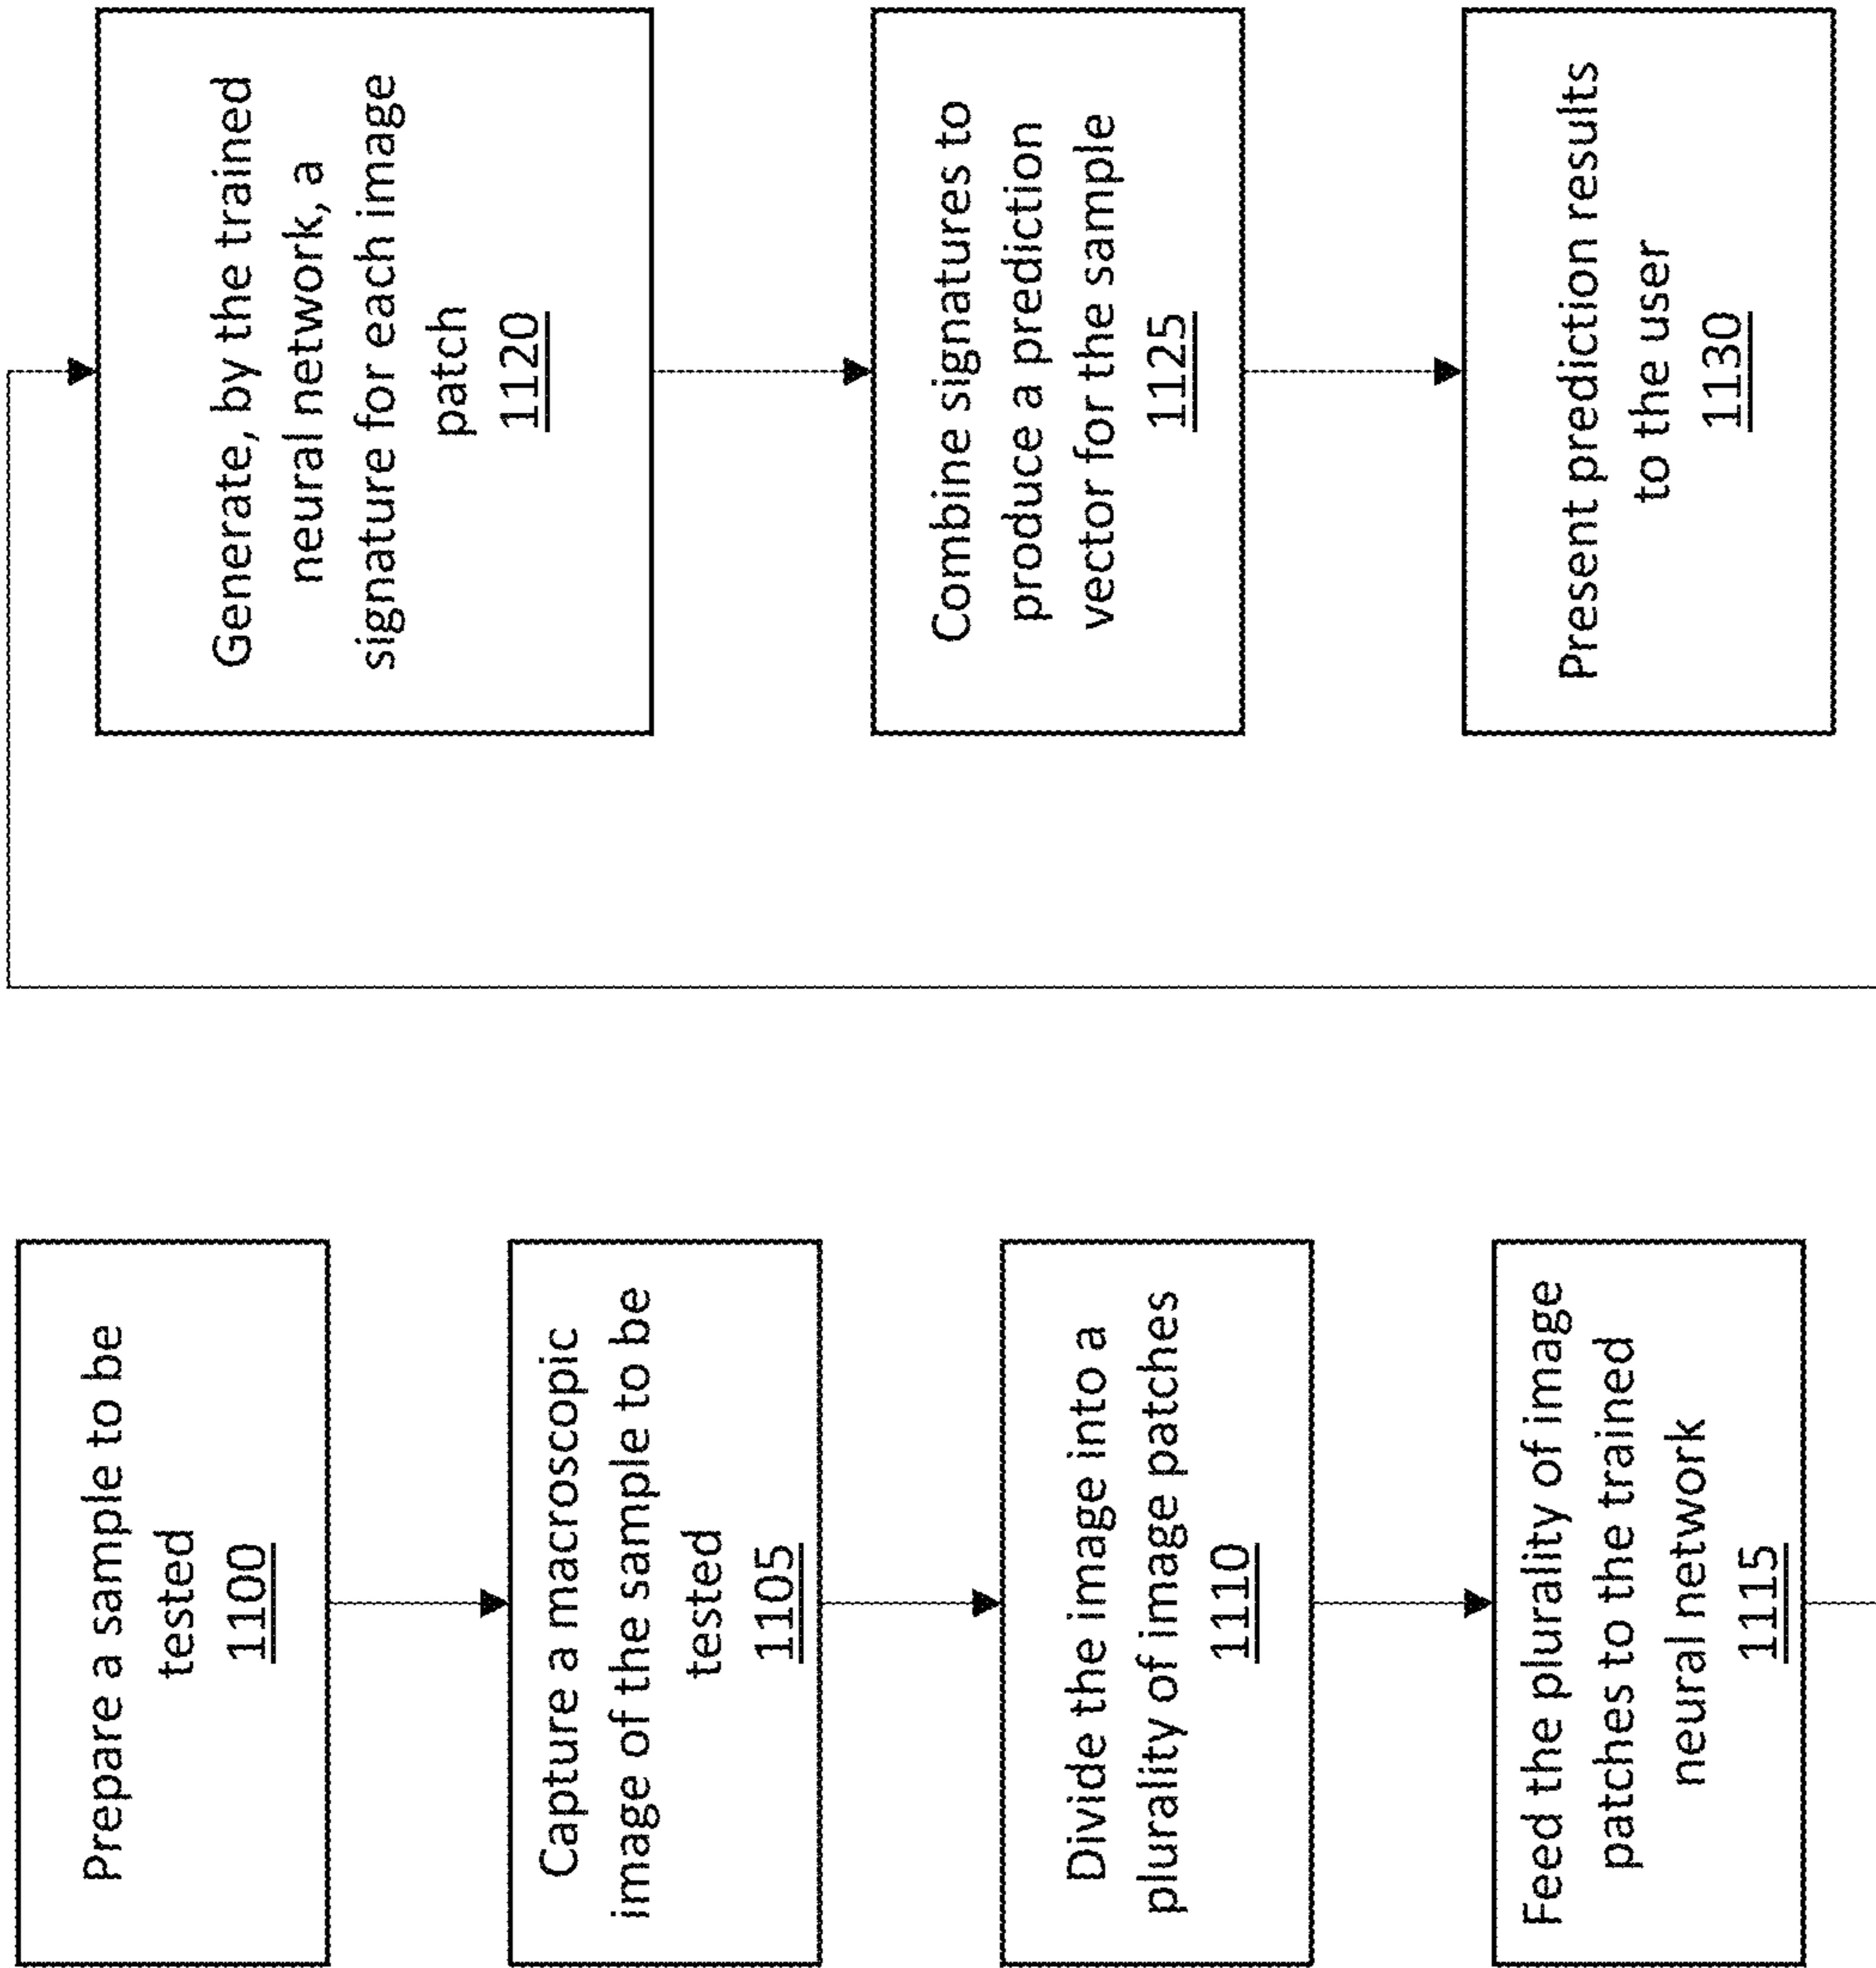 Prepare a sample to be
tested
1100
Capture a macroscopic
image of the sample to be
tested
1105
Divide the image into a
plurality of image patches
1110
Feed the plurality of image
patches to the trained
neural network
1115
Generate, by the trained
neural network, a
signature for each image
patch
1120
Combine signatures to
produce a prediction
vector for the sample
1125
Present prediction results
to the user
1130